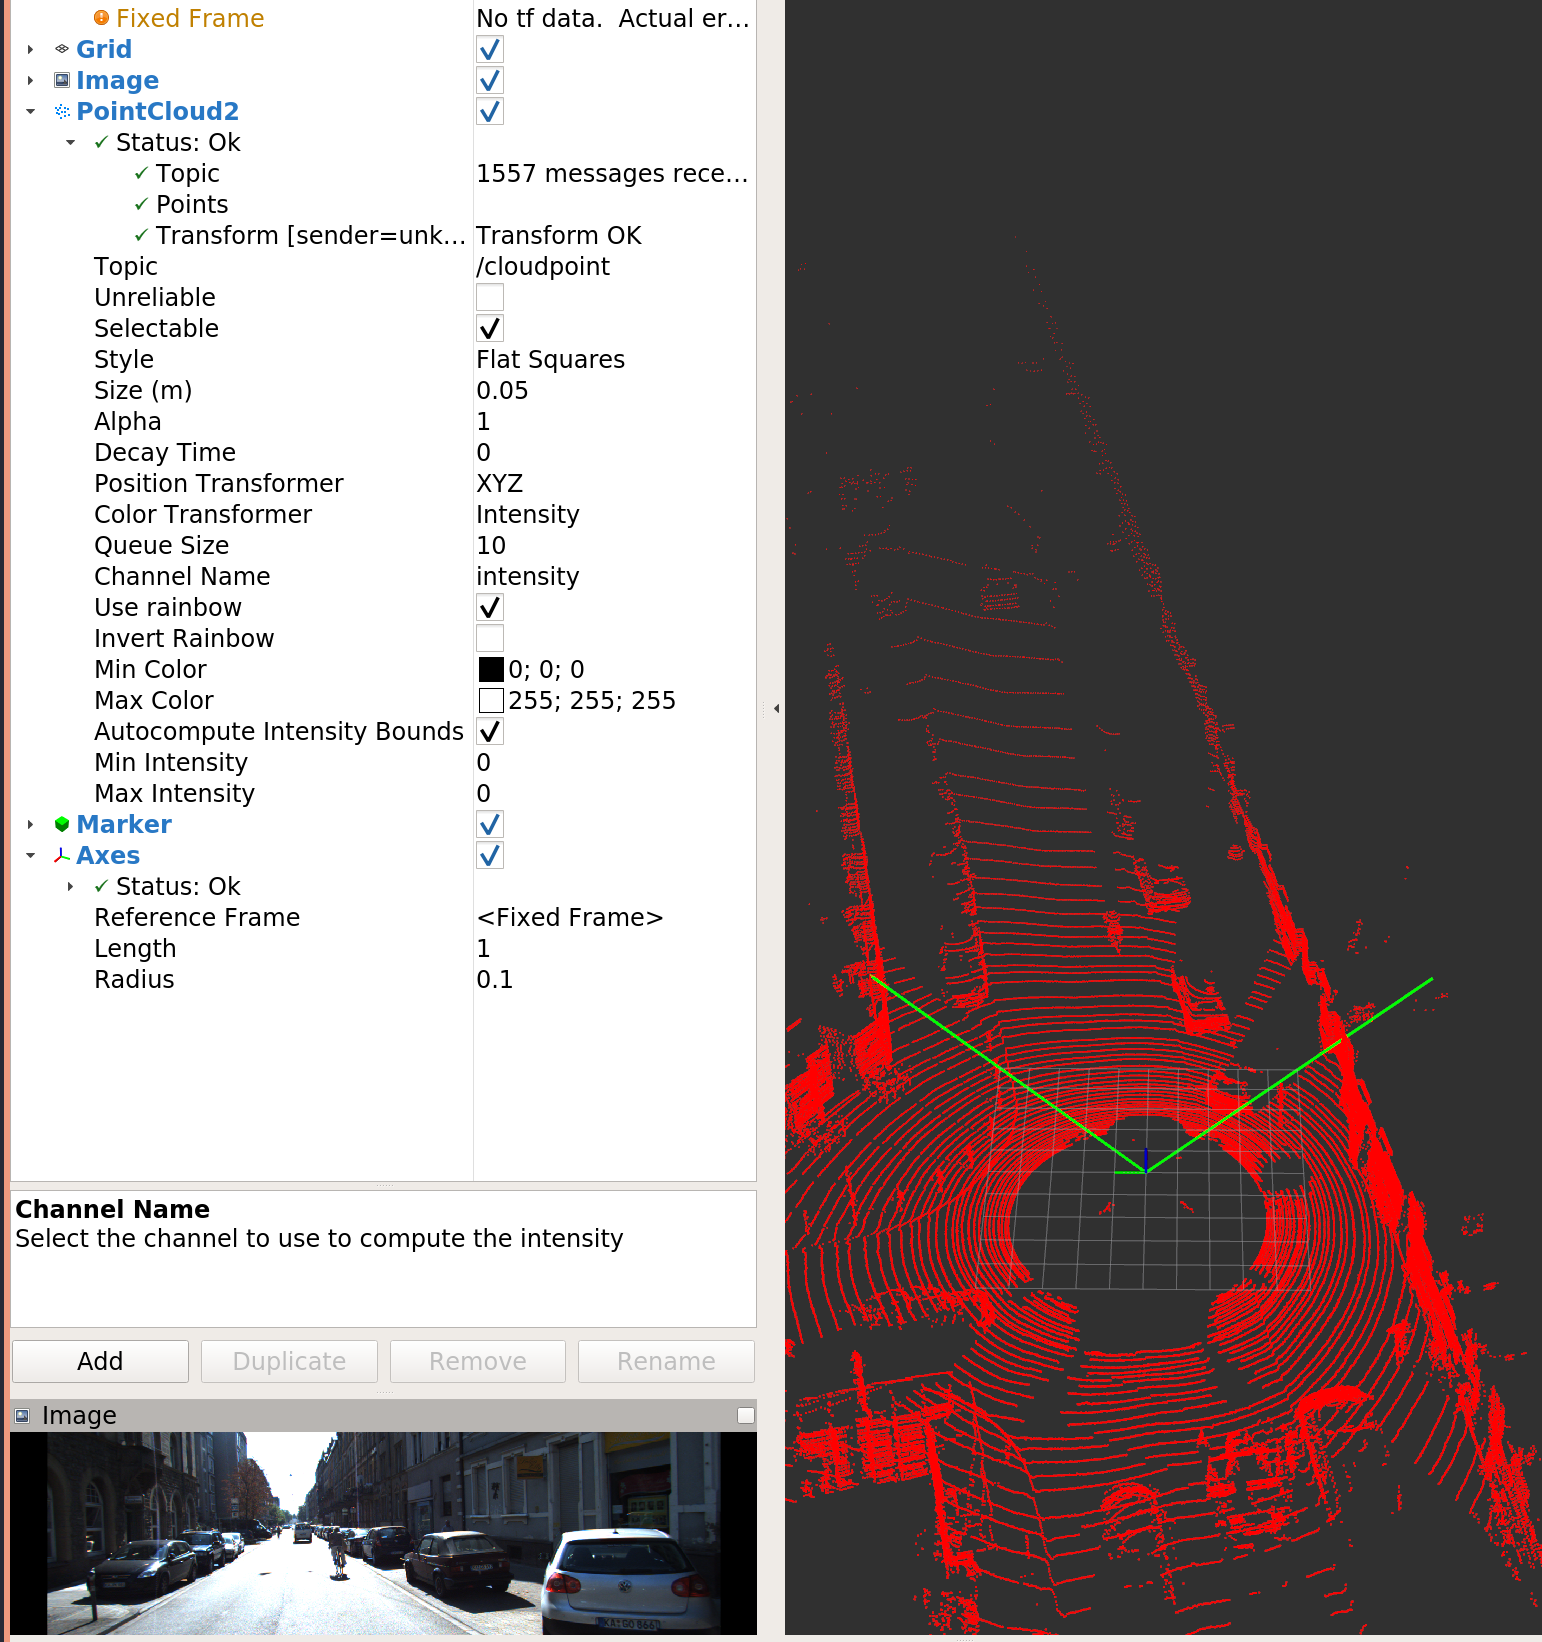 Fixed Frame No tf data.  Actual er...
Grid
Image
PointCloud2
Status: Ok
Topic 1557 messages rece...
Points
Transform [sender=unk... Transform OK
Topic /cloudpoint
Unreliable
Selectable
Style Flat Squares
Size (m) 0.05
Alpha 1
Decay Time 0
Position Transformer XYZ
Color Transformer Intensity
Queue Size 10
Channel Name intensity
Use rainbow
Invert Rainbow
Min Color 0; 0; 0
Max Color 255; 255; 255
Autocompute Intensity Bounds
Min Intensity 0
Max Intensity 0
Marker
Axes
Status: Ok
Reference Frame <Fixed Frame>
Length 1
Radius 0.1
Channel Name
Select the channel to use to compute the intensity
Add Duplicate Remove Rename
Image